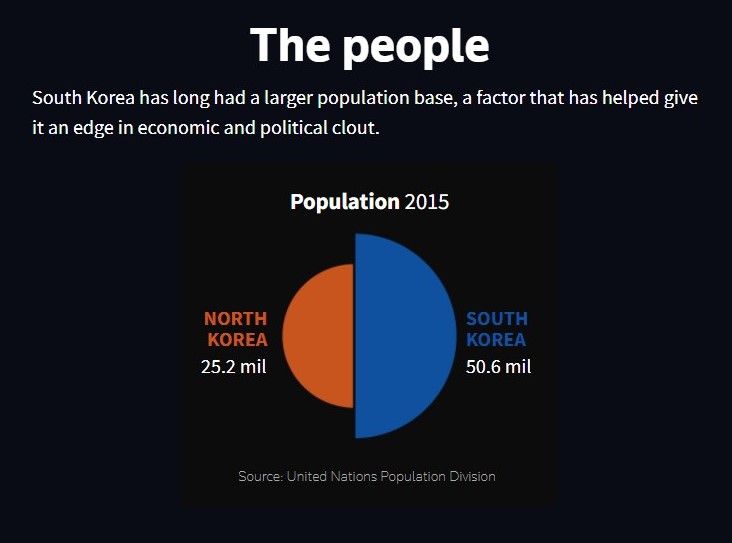 The people
South Korea has long had a larger population base, a factor that has helped give
it an edge in economic and political clout.
Population 2015
NORTH
KOREA
25.2 mil
SOUTH
KOREA
50.6 mil
Source: United Nations Population Division